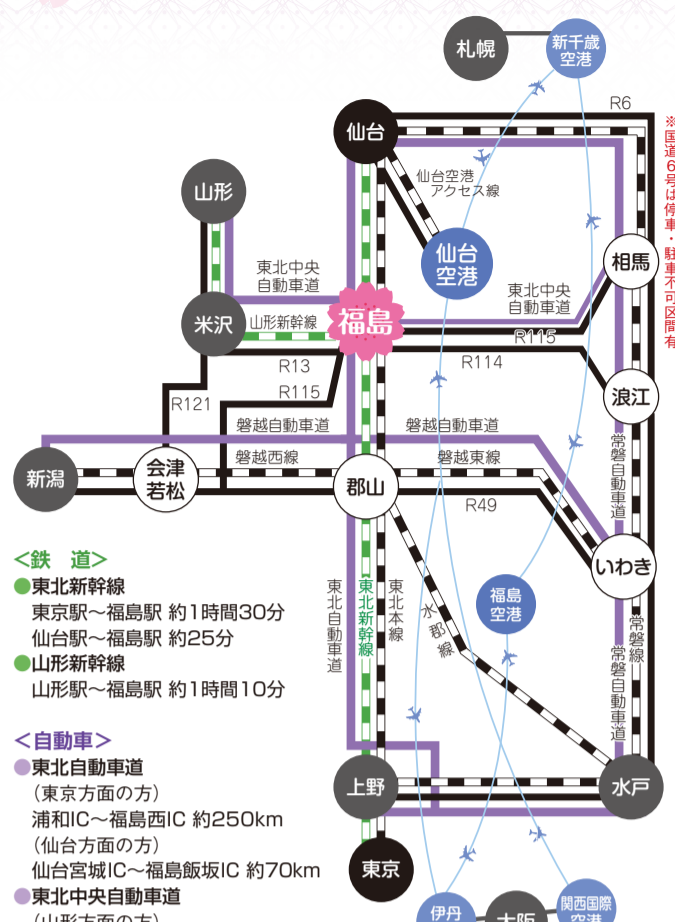 札幌
新千歳
空港
R6
仙台
※国道6号は停車・駐車不可区間有
仙台空港
アクセス線
山形
仙台
空港
相馬
東北中央
自動車道
東北中央
自動車道
福島
米沢
山形新幹線
R115
R13
R114
R115
R121
浪江
磐越自動車道
磐越自動車道
常磐自動車道
新潟
会津
若松
磐越西線
郡山
磐越東線
R49
いわき
<鉄 道>
●東北新幹線
東京駅~福島駅 約1時間30分
仙台駅~福島駅 約25分
●山形新幹線
山形駅~福島駅 約1時間10分
東北自動車道
東北新幹線
東北本線
水郡線
福島
空港
常磐線
常磐自動車道
<自動車>
●東北自動車道
(東京方面の方)
浦和IC~福島西IC 約250km
(仙台方面の方)
仙台宮城IC~福島飯坂IC 約70km
●東北中央自動車道
(山形方面の方)
上野
水戸
東京
伊丹
大阪
関西国際
空港